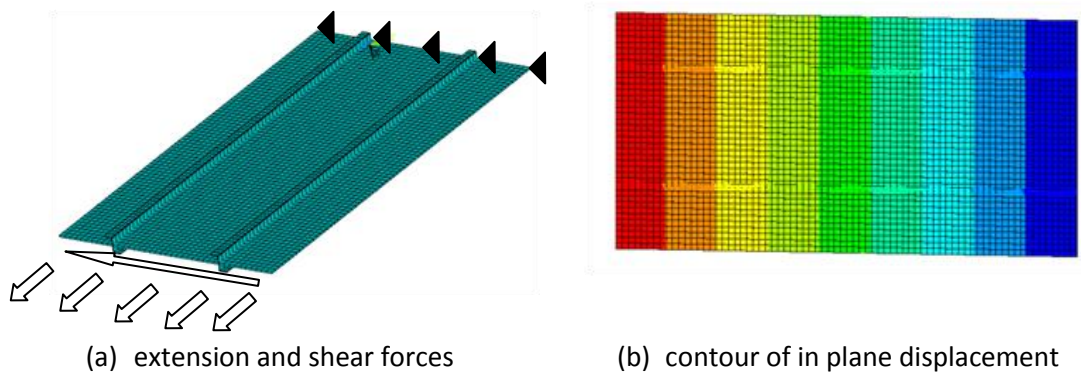 (a) extension and shear forces
(b) contour of in plane displacement